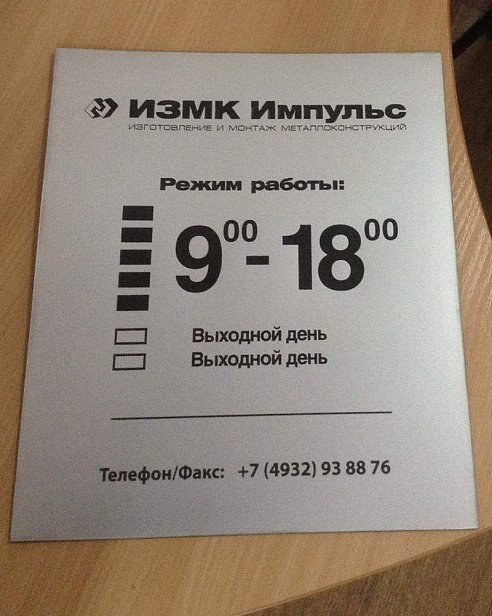 ИЗМК Импульс
ИЗГОТОВЛЕНИЕ И МОНТАЖ МЕТАЛЛОКОНСТРУКЦИЙ
Режим работы:
9⁰⁰ - 18⁰⁰
Выходной день
Выходной день
Телефон/Факс: +7 (4932) 93 88 76